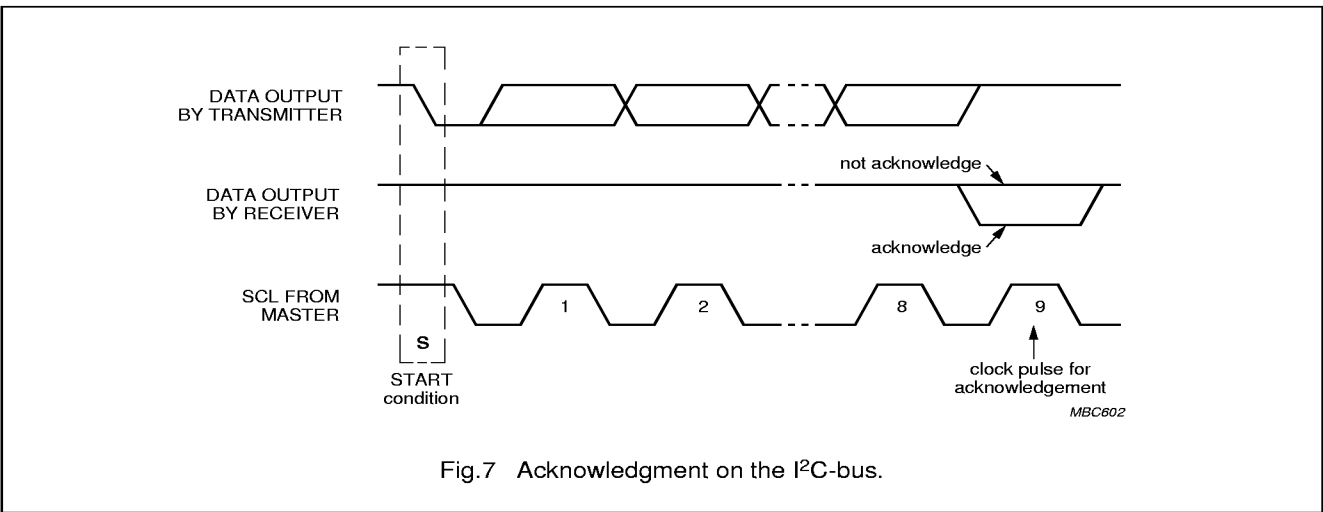 DATA OUTPUT
BY TRANSMITTER
not acknowledge
DATA OUTPUT
BY RECEIVER
acknowledge
SCL FROM
MASTER
1
2
8
9
S
START
condition
clock pulse for
acknowledgement
MBC602
Fig.7 Acknowledgment on the I²C-bus.